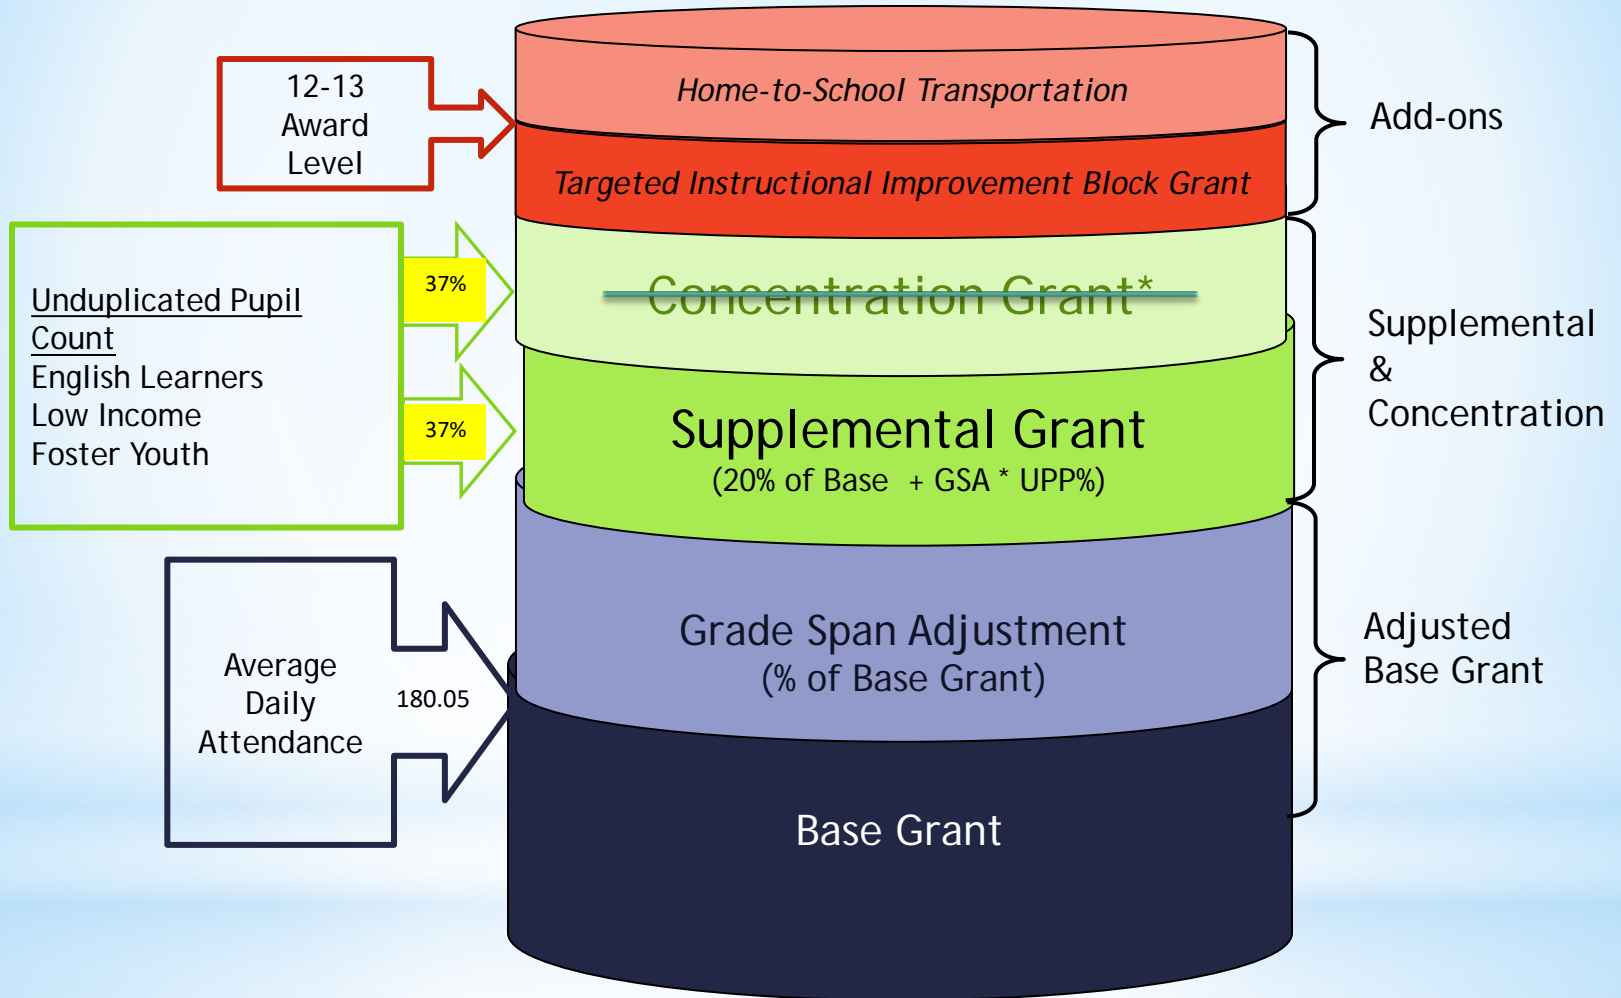 12-13
Award
Level
Home-to-School Transportation
Targeted Instructional Improvement Block Grant
Add-ons
Unduplicated Pupil
Count
English Learners
Low Income
Foster Youth
37%
37%
Concentration Grant*
Supplemental Grant
(20% of Base + GSA * UPP%)
Supplemental
&
Concentration
Average
Daily
Attendance
180.05
Grade Span Adjustment
(% of Base Grant)
Base Grant
Adjusted
Base Grant